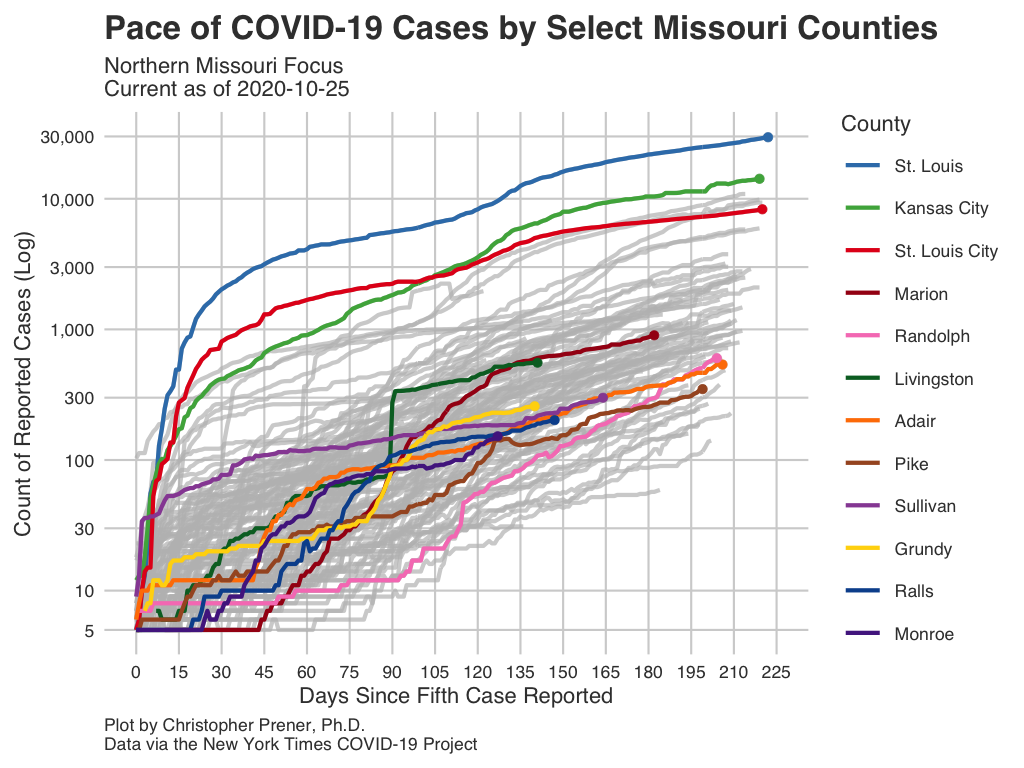 Pace of COVID-19 Cases by Select Missouri Counties
Northern Missouri Focus
Current as of 2020-10-25
Count of Reported Cases (Log)
30,000
10,000
3,000
1,000
300
100
30
10
5
0 15 30 45 60 75 90 105 120 135 150 165 180 195 210 225
Days Since Fifth Case Reported
County
St. Louis
Kansas City
St. Louis City
Marion
Randolph
Livingston
Adair
Pike
Sullivan
Grundy
Ralls
Monroe
Plot by Christopher Prener, Ph.D.
Data via the New York Times COVID-19 Project